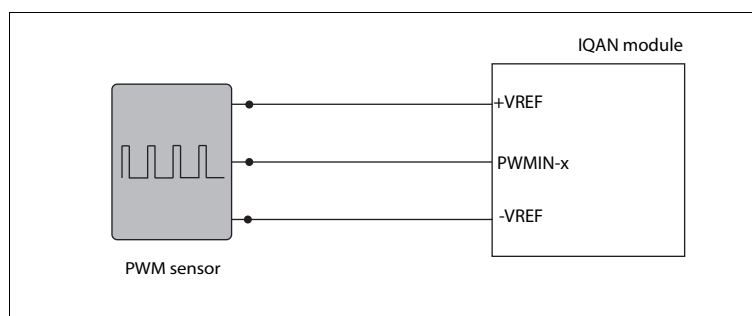 IQAN module
+VREF
PWMIN-x
-VREF
PWM sensor